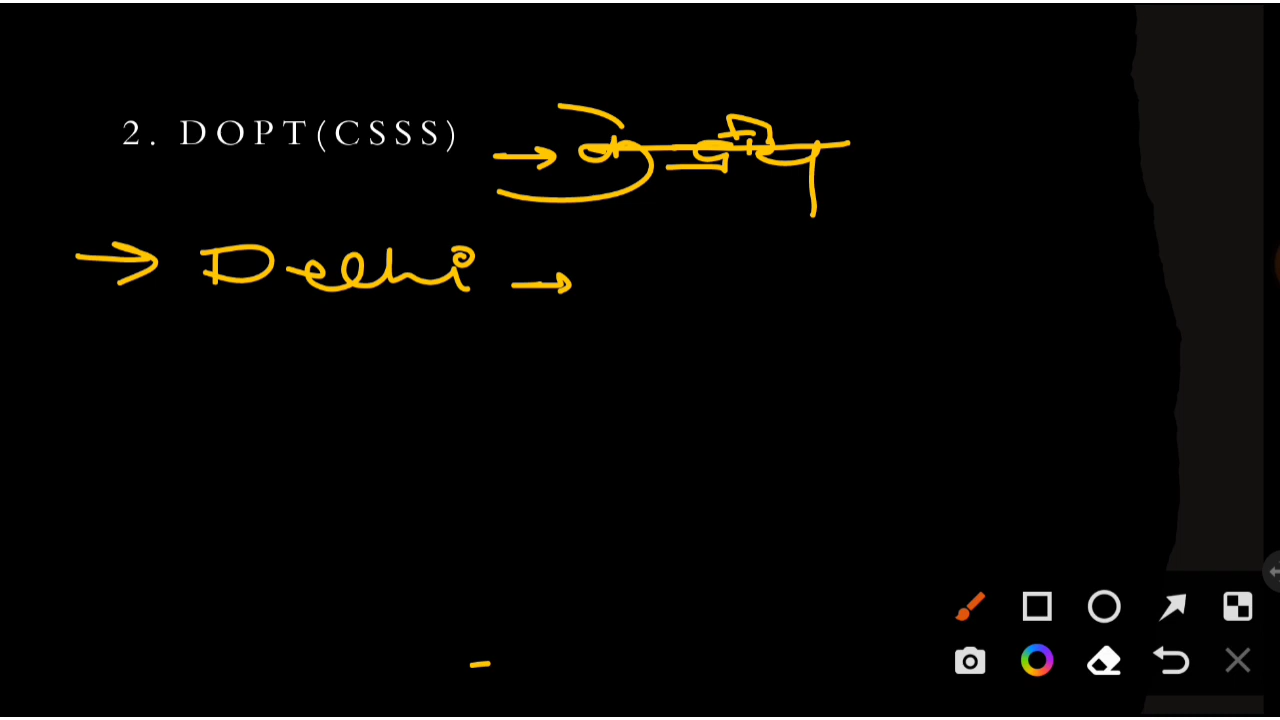 2. DOPT(CSSS) →
→ Delhi →